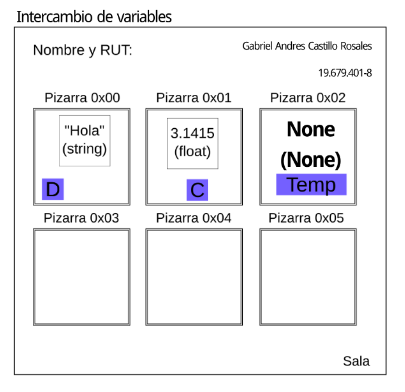 Intercambio de variables
Nombre y RUT: Gabriel Andres Castillo Rosales
19.679.401-8
Pizarra 0x00 Pizarra 0x01 Pizarra 0x02
"Hola"
(string)
D
3.1415
(float)
C
None
(None)
Temp
Pizarra 0x03 Pizarra 0x04 Pizarra 0x05
Sala